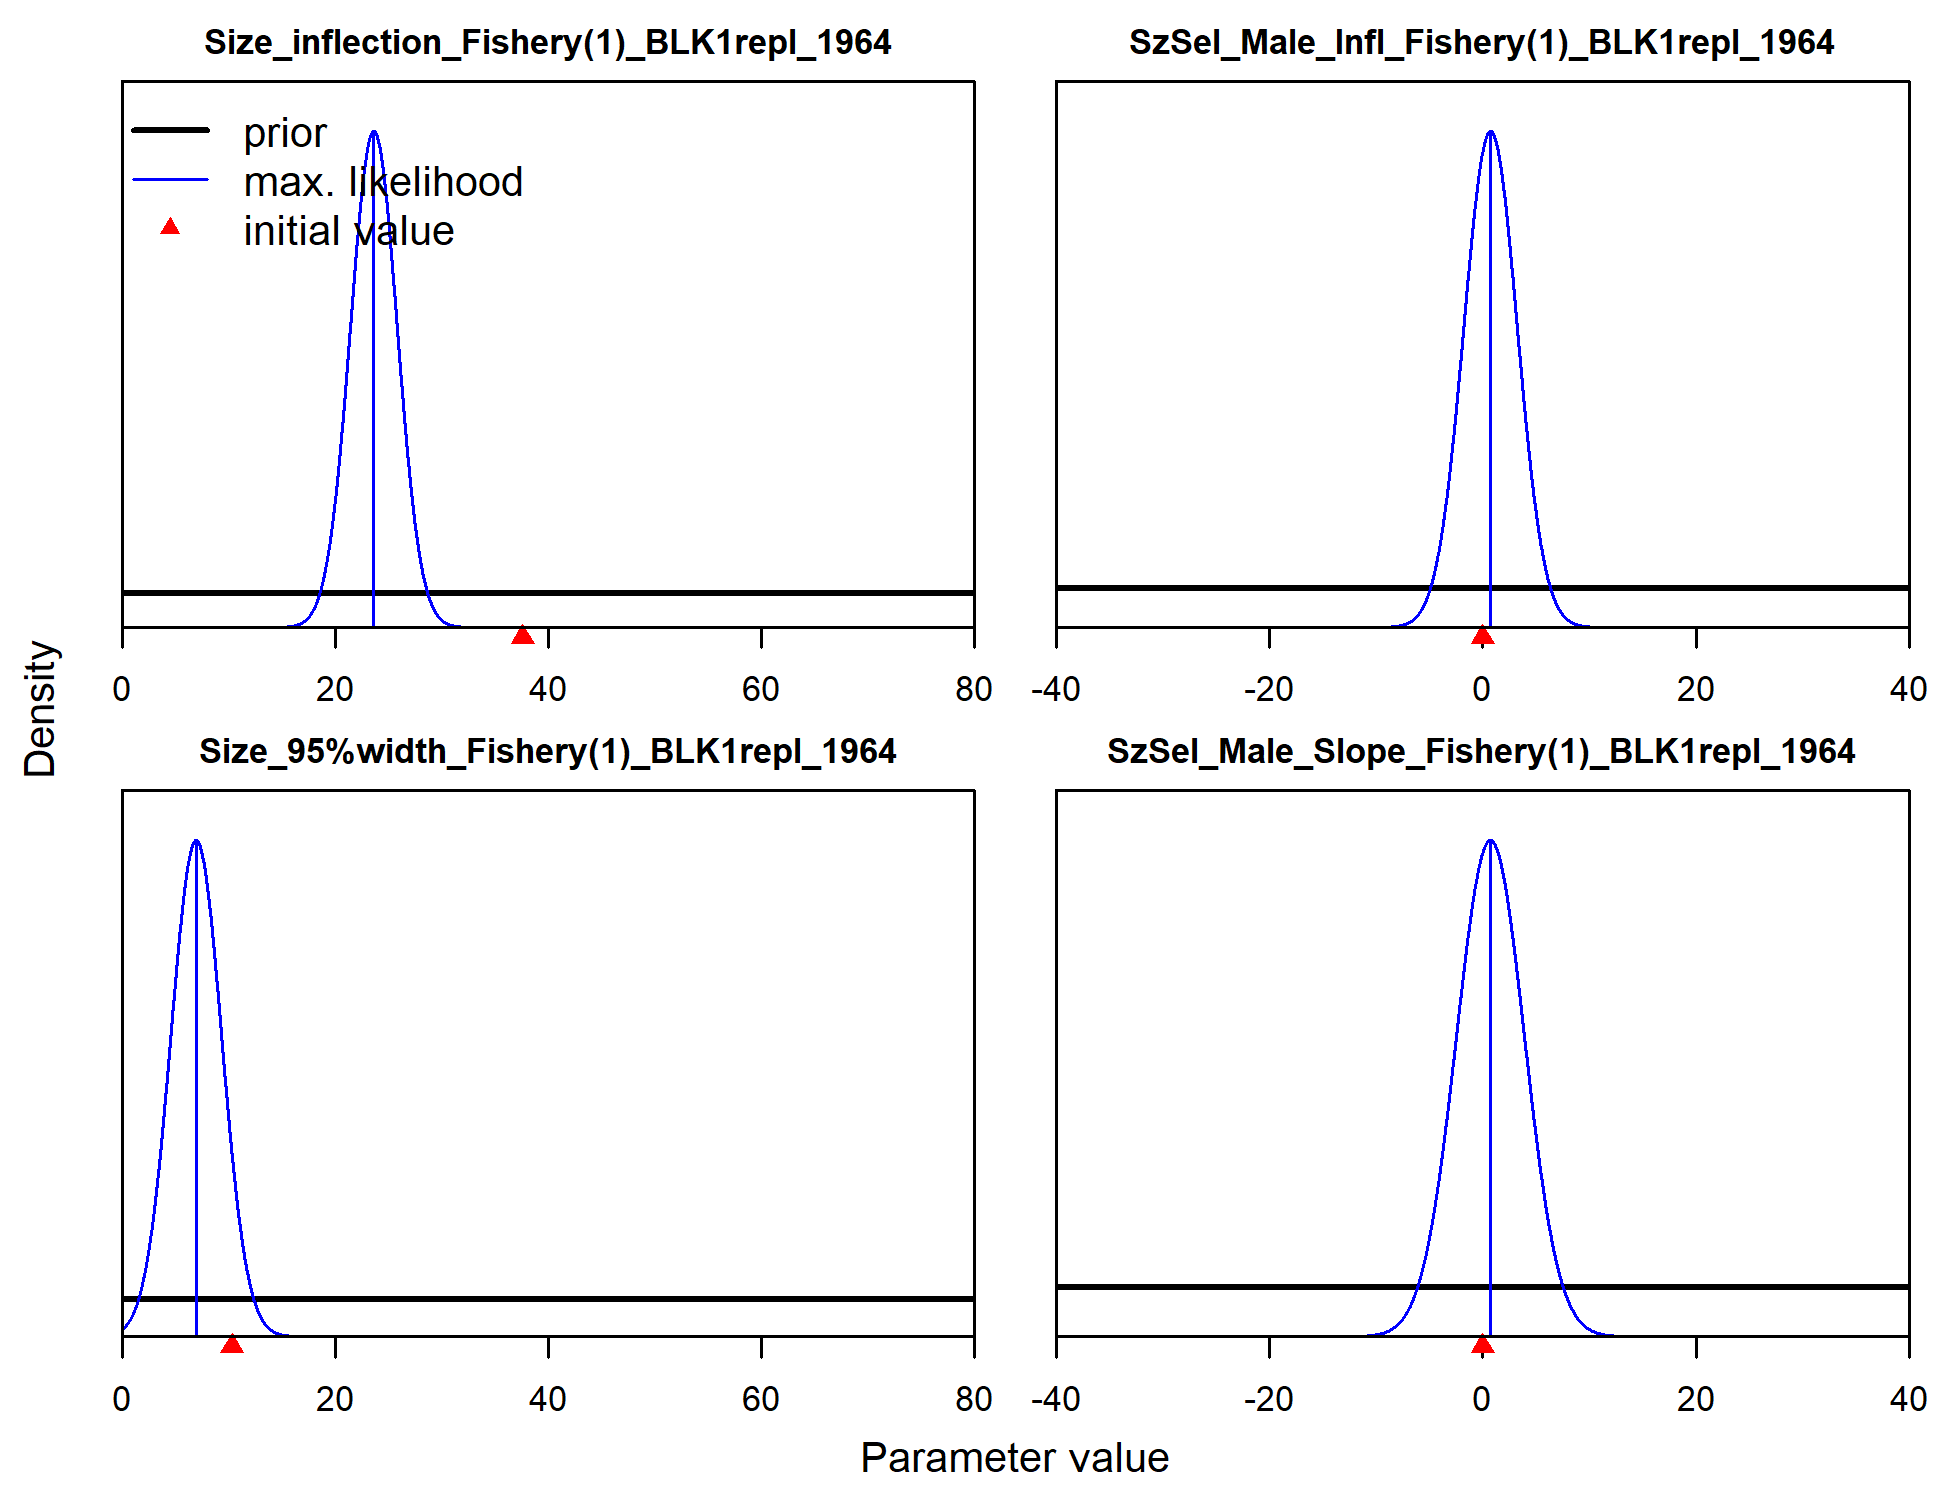 Size_inflection_Fishery(1)_BLK1repl_1964
prior
max. likelihood
initial value
0 20 40 60 80
SzSel_Male_Infl_Fishery(1)_BLK1repl_1964
-40 -20 0 20 40
Size_95%width_Fishery(1)_BLK1repl_1964
0 20 40 60 80
SzSel_Male_Slope_Fishery(1)_BLK1repl_1964
-40 -20 0 20 40
Density
Parameter value